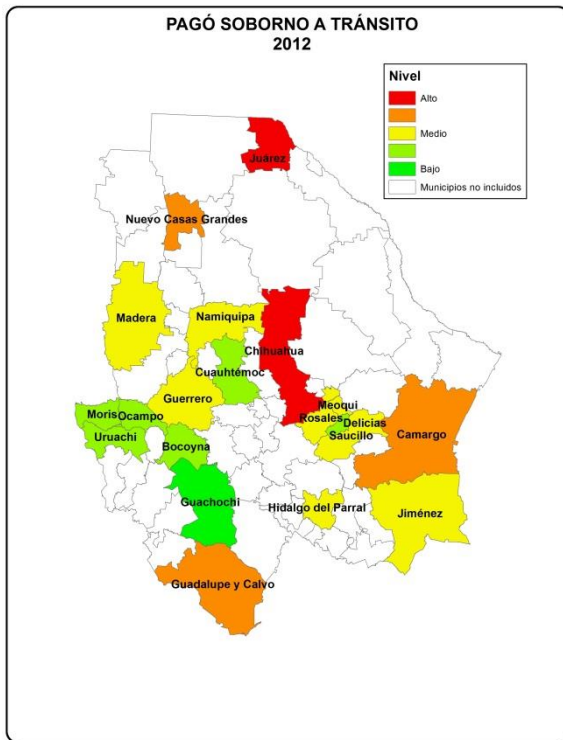 PAGÓ SOBORNO A TRÁNSITO
2012
Nivel
Alto
Medio
Bajo
Municipios no incluidos
Juárez
Nuevo Casas Grandes
Madera
Namiquipa
Chihuahua
Cuauhtémoc
Guerrero
Meoqui
Moris
Ocampo
Rosales
Delicias
Uruachi
Saucillo
Camargo
Bocoyna
Guachochi
Hidalgo del Parral
Jiménez
Guadalupe y Calvo